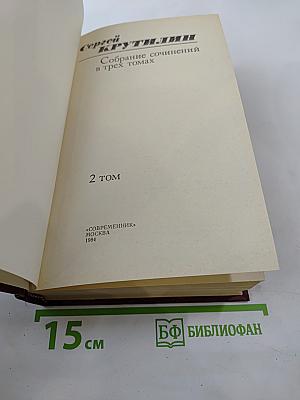 Сергей
КРУТИЛИН
Собрание сочинений
в трех томах
2 том
«СОВРЕМЕННИК»
МОСКВА
1984
15 см
БФ БИБЛИОФАН